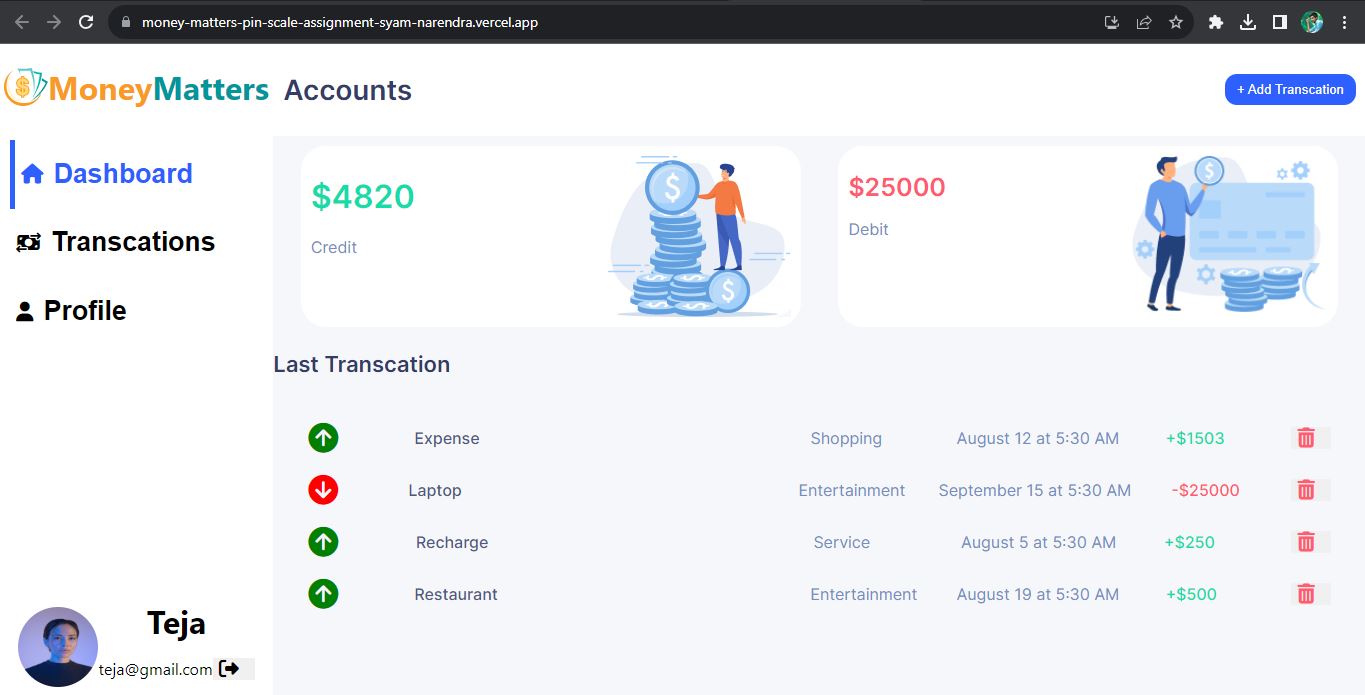 money-matters-pin-scale-assignment-syam-narendra.vercel.app
MoneyMatters
Accounts
+ Add Transcation
Dashboard
Transcations
Profile
$4820
Credit
$25000
Debit
Last Transcation
Expense Shopping August 12 at 5:30 AM +$1503
Laptop Entertainment September 15 at 5:30 AM -$25000
Recharge Service August 5 at 5:30 AM +$250
Restaurant Entertainment August 19 at 5:30 AM +$500
Teja
teja@gmail.com